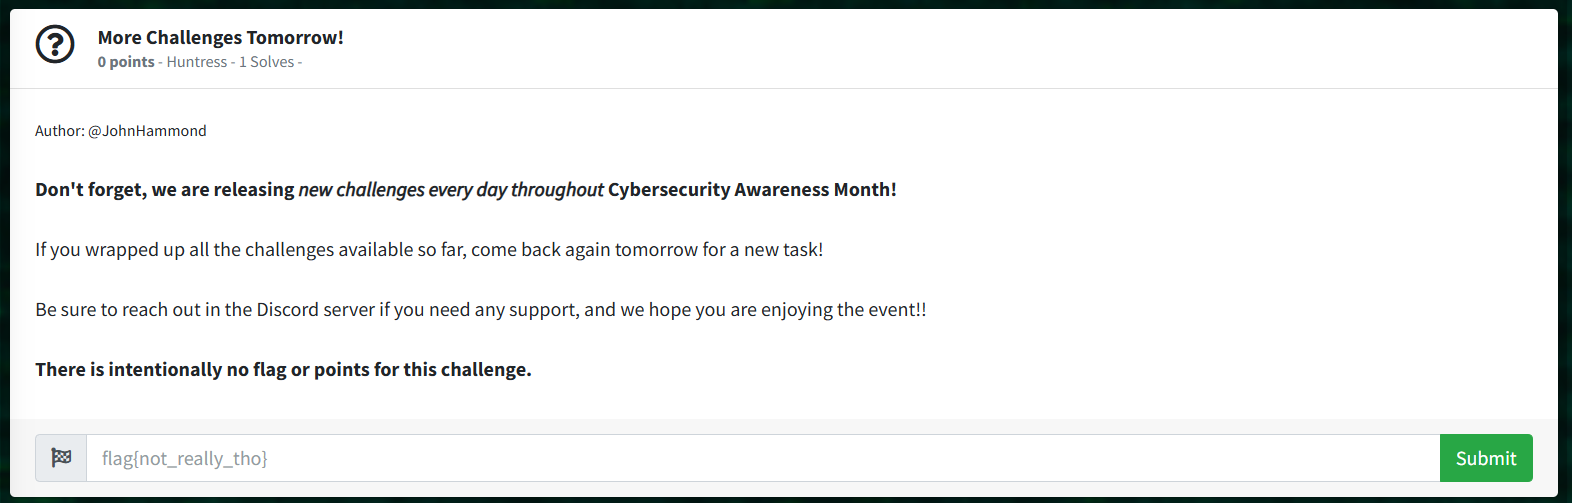 More Challenges Tomorrow!
0 points - Huntress - 1 Solves -
Author: @JohnHammond
Don't forget, we are releasing new challenges every day throughout Cybersecurity Awareness Month!
If you wrapped up all the challenges available so far, come back again tomorrow for a new task!
Be sure to reach out in the Discord server if you need any support, and we hope you are enjoying the event!!
There is intentionally no flag or points for this challenge.
flag{not_really_tho}
Submit